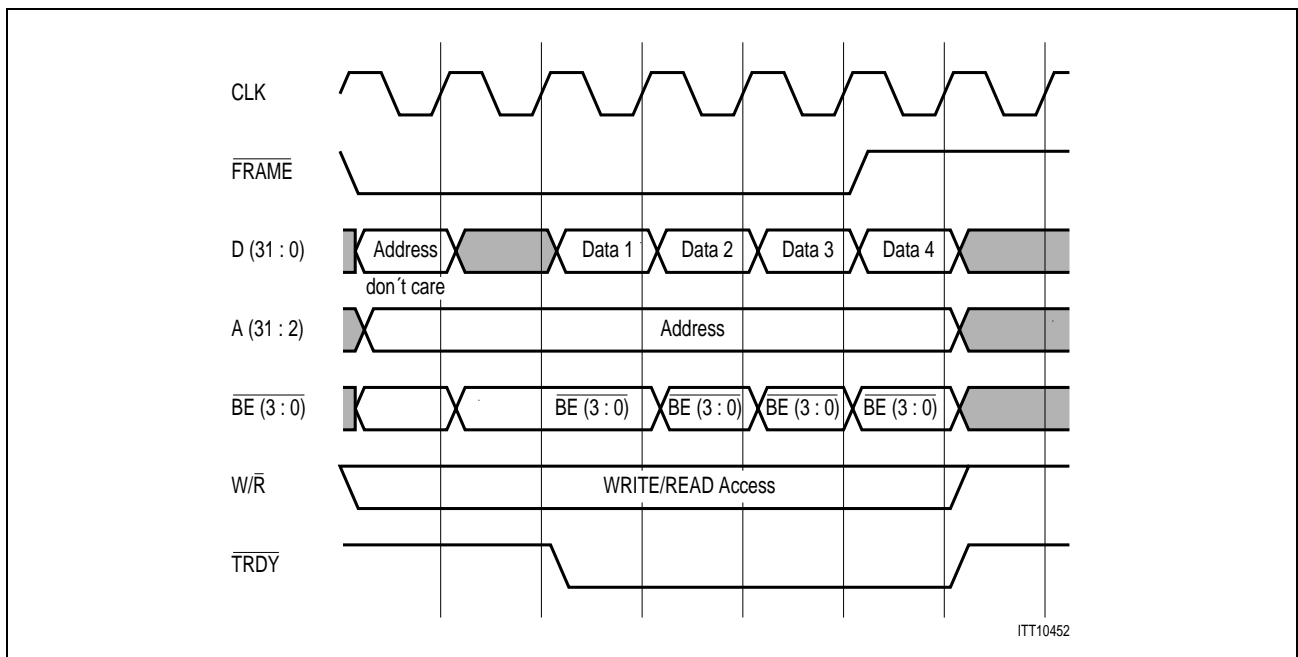 CLK
FRAME
D (31 : 0) Address Data 1 Data 2 Data 3 Data 4
don´t care
A (31 : 2) Address
BE (3 : 0) BE (3 : 0) BE (3 : 0) BE (3 : 0) BE (3 : 0)
W/R̅ WRITE/READ Access
TRDY
ITT10452